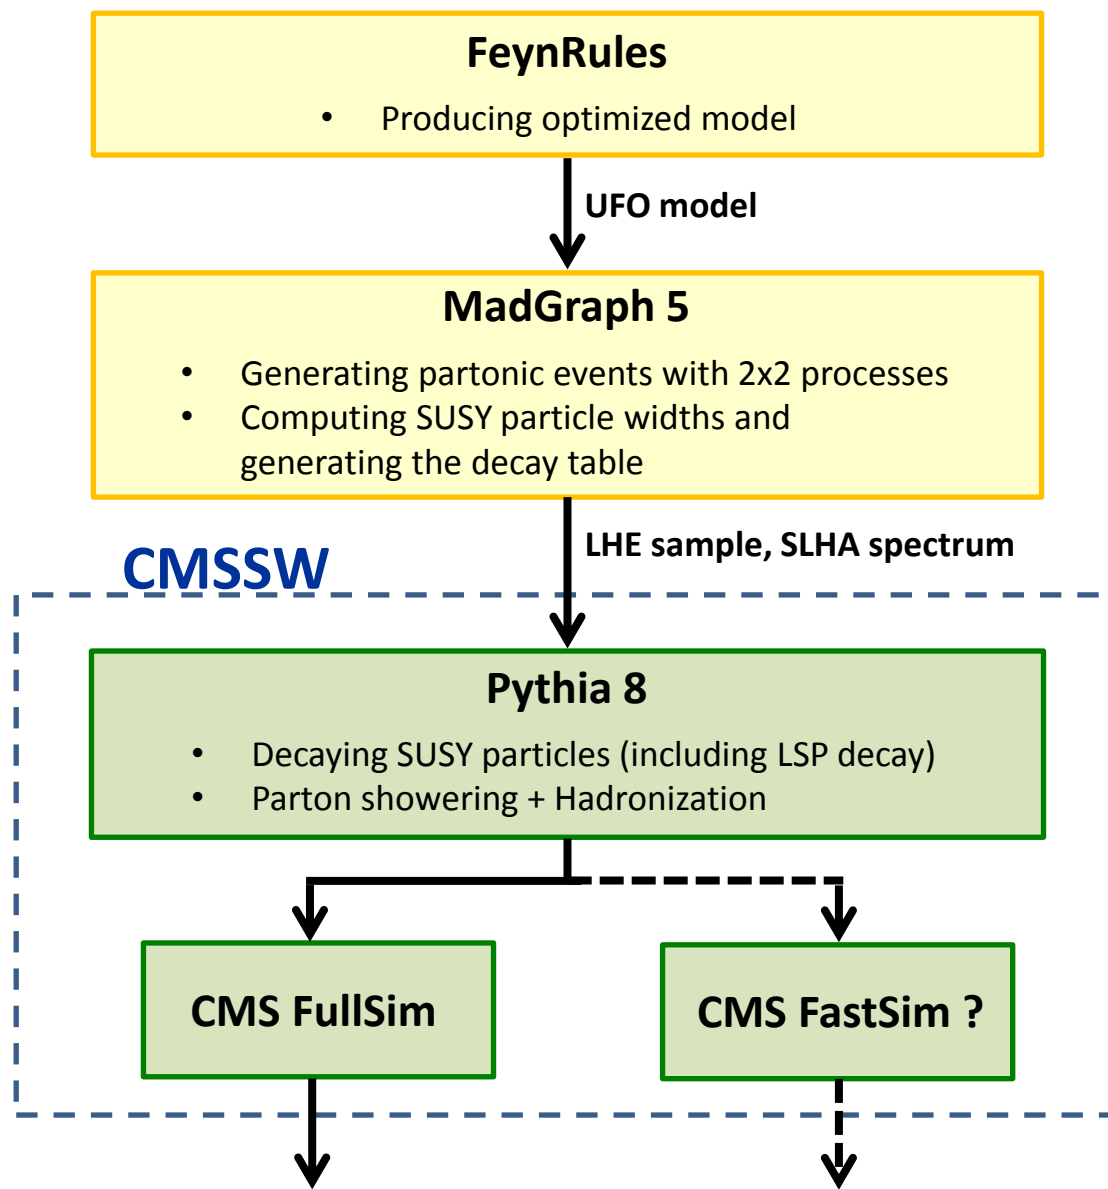 FeynRules
• Producing optimized model
UFO model
MadGraph 5
• Generating partonic events with 2x2 processes
• Computing SUSY particle widths and
generating the decay table
LHE sample, SLHA spectrum
CMSSW
Pythia 8
• Decaying SUSY particles (including LSP decay)
• Parton showering + Hadronization
CMS FullSim
CMS FastSim ?